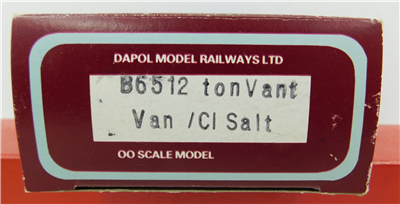 DAPOL MODEL RAILWAYS LTD
B6512 tonVant
Van /Cl Salt
OO SCALE MODEL